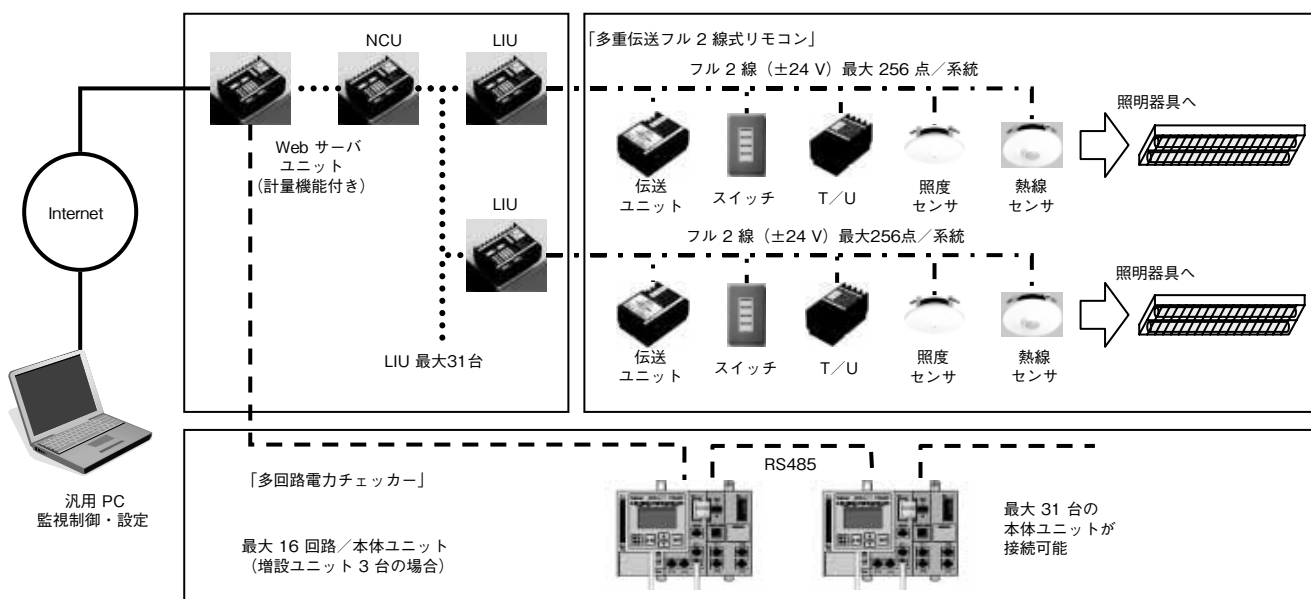 NCU
LIU
Web サーバ
ユニット
(計量機能付き)
Internet
LIU
LIU 最大31台
汎用 PC
監視制御・設定
「多重伝送フル 2 線式リモコン」
フル 2 線（±24 V）最大 256 点／系統
伝送
ユニット
スイッチ
T／U
照度
センサ
熱線
センサ
照明器具へ
フル 2 線（±24 V）最大256点／系統
伝送
ユニット
スイッチ
T／U
照度
センサ
熱線
センサ
照明器具へ
「多回路電力チェッカー」
最大 16 回路／本体ユニット
（増設ユニット 3 台の場合）
RS485
最大 31 台の
本体ユニットが
接続可能